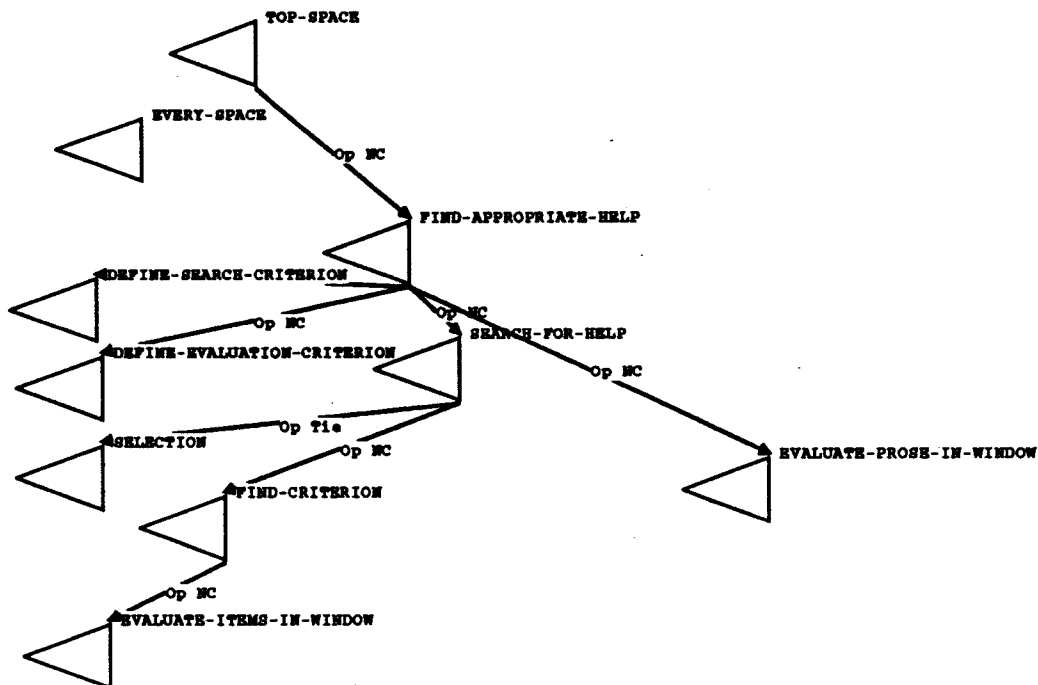 TOP-SPACE
EVERY-SPACE
Op NC
FIND-APPROPRIATE-HELP
DEFINE-SEARCH-CRITERION
Op NC
Op NC
SEARCH-FOR-HELP
DEFINE-EVALUATION-CRITERION
Op NC
Op Tie
SELECTION
Op NC
EVALUATE-PROSE-IN-WINDOW
FIND-CRITERION
Op NC
EVALUATE-ITEMS-IN-WINDOW